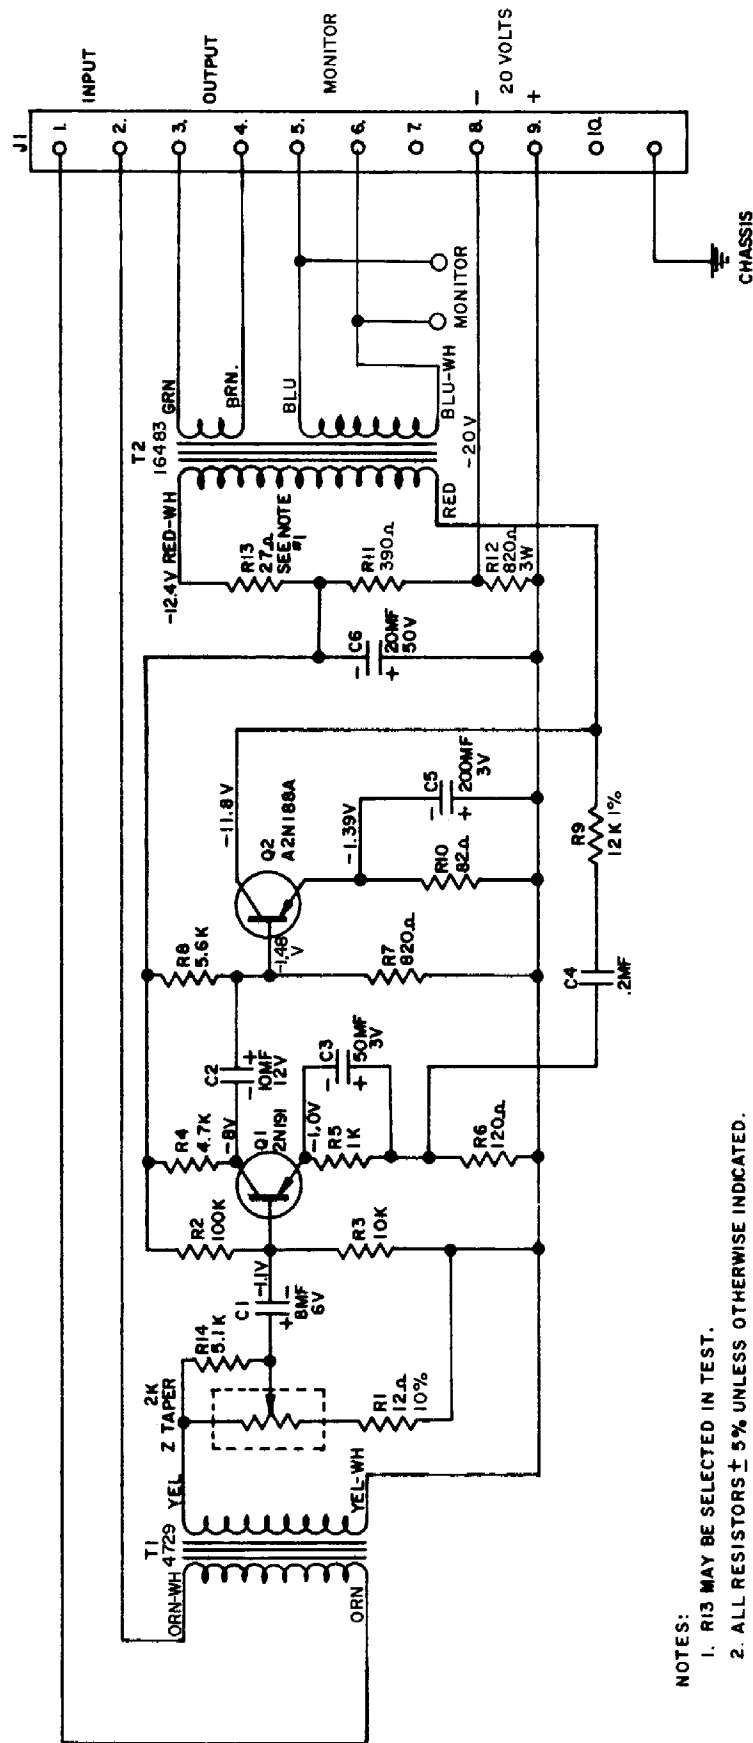 J1
1.
INPUT
2.
3.
OUTPUT
4.
5.
MONITOR
6.
7.
8.
−
20 VOLTS
9.
+
10.
CHASSIS
MONITOR
GRN
BRN.
BLU
BLU-WH
T2
16483
-12.4V RED-WH
-20V
RED
R13
27Ω
SEE NOTE
#1
R11
390Ω
R12
820Ω
3W
− C6
+ 20MF
50V
-11.8V
Q2
A2N188A
-1.39V
− C5
+ 200MF
3V
R10
82Ω
R9
12K 1%
R8
5.6K
-1.48
V
R7
820Ω
C4
.2MF
C2
− +
10MF
12V
R4
4.7K
-8V
Q1
2N191
-1.0V
− C3
+ 50MF
3V
R5
1K
R6
120Ω
R2
100K
-1.1V
R3
10K
C1
+ −
8MF
6V
R14
5.1K
2K
Z TAPER
R1
12Ω
10%
YEL
YEL-WH
T1
4729
ORN-WH
ORN
NOTES:
1. R13 MAY BE SELECTED IN TEST.
2. ALL RESISTORS ± 5% UNLESS OTHERWISE INDICATED.